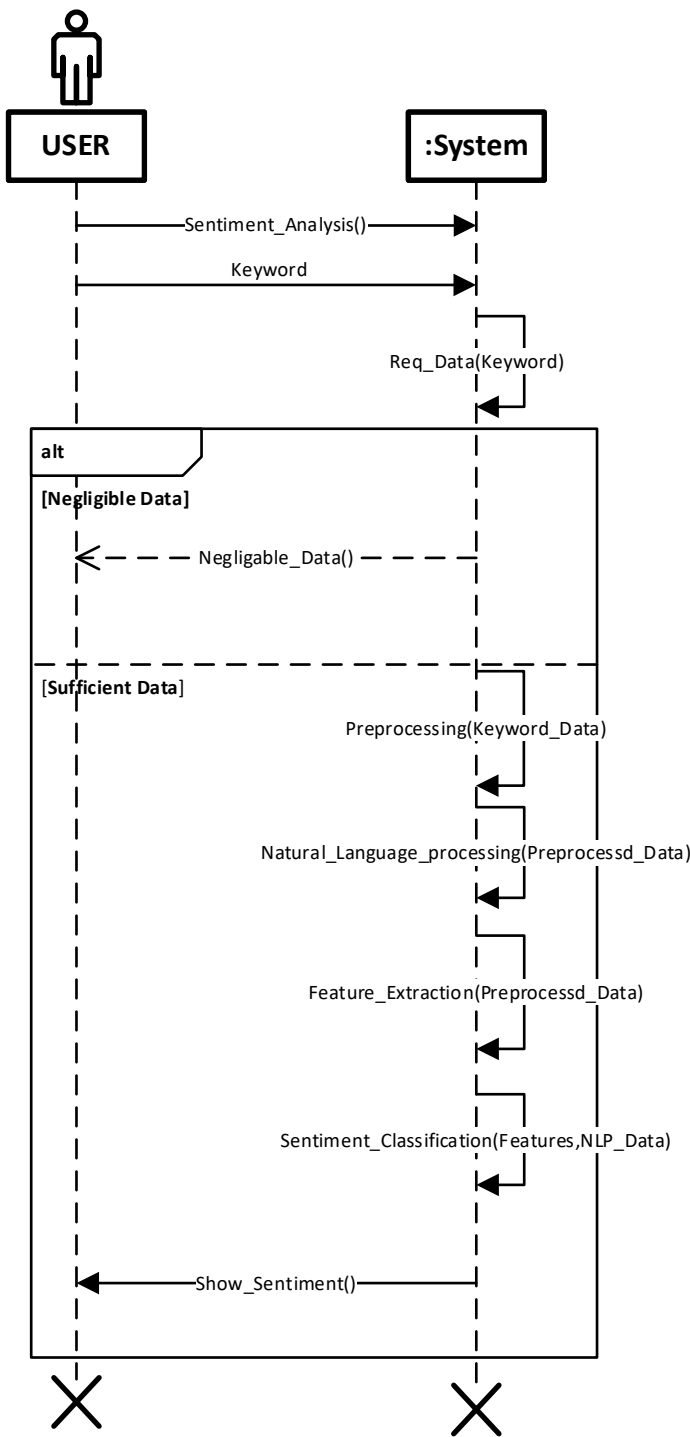 USER
:System
Sentiment_Analysis()
Keyword
Req_Data(Keyword)
alt
[Negligible Data]
Negligable_Data()
[Sufficient Data]
Preprocessing(Keyword_Data)
Natural_Language_processing(Preprocessd_Data)
Feature_Extraction(Preprocessd_Data)
Sentiment_Classification(Features,NLP_Data)
Show_Sentiment()